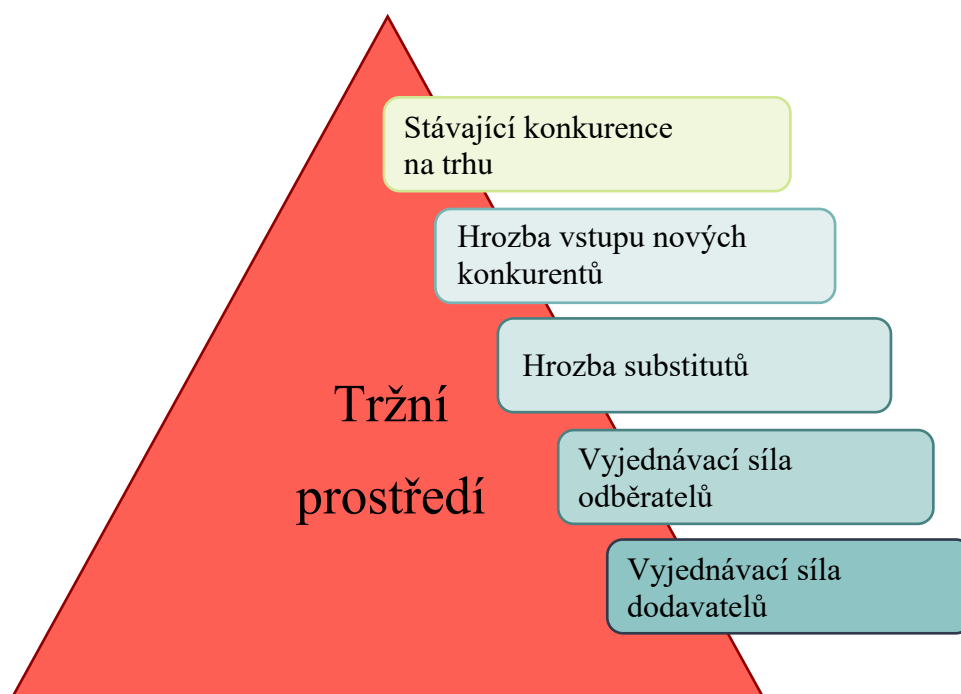 Stávající konkurence
na trhu
Hrozba vstupu nových
konkurentů
Hrozba substitutů
Tržní
prostředí
Vyjednávací síla
odběratelů
Vyjednávací síla
dodavatelů